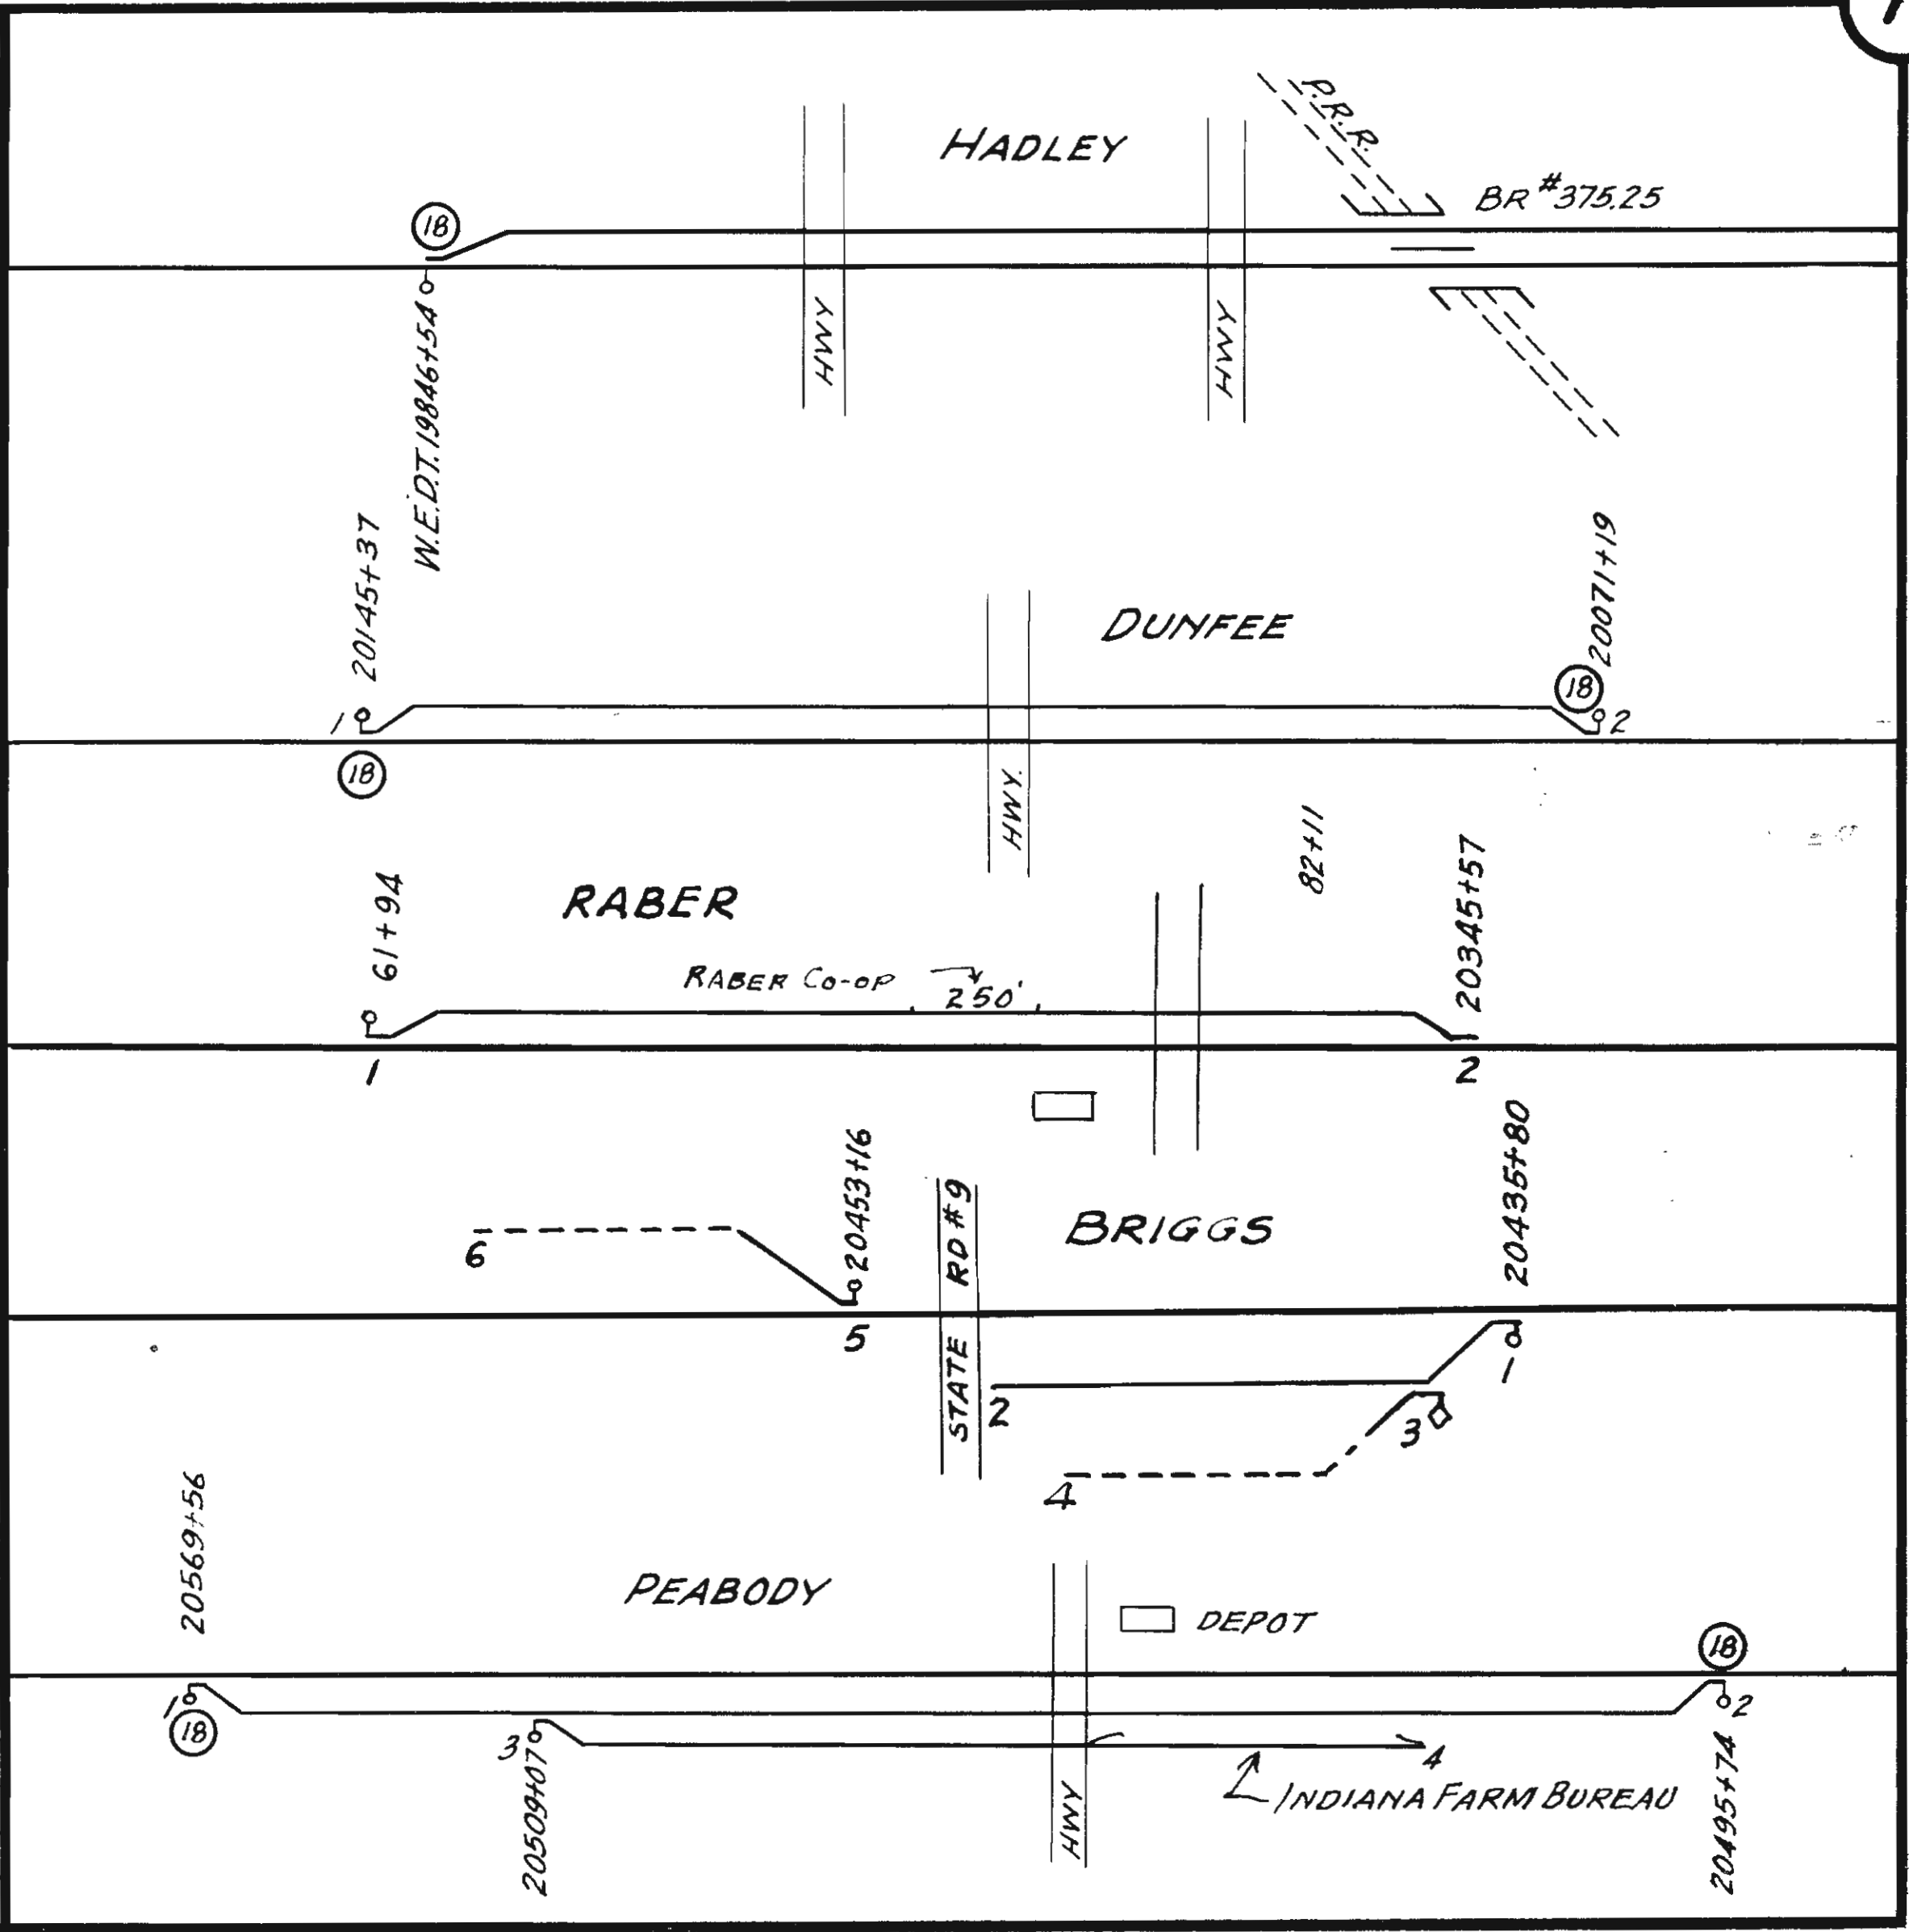 HADLEY
P.R.R.
BR #375.25
18
W.E.D.T. 19846+54
HWY
HWY
20145+37
DUNFEE
20071+19
18
1
2
18
HWY.
82+11
61+94
RABER
20345+57
RABER CO-OP
250'
1
2
20453+16
STATE RD #9
BRIGGS
20435+80
6
5
1
2
3
4
20569+56
PEABODY
DEPOT
18
1
2
18
3
20509+07
4
HWY
INDIANA FARM BUREAU
20495+74